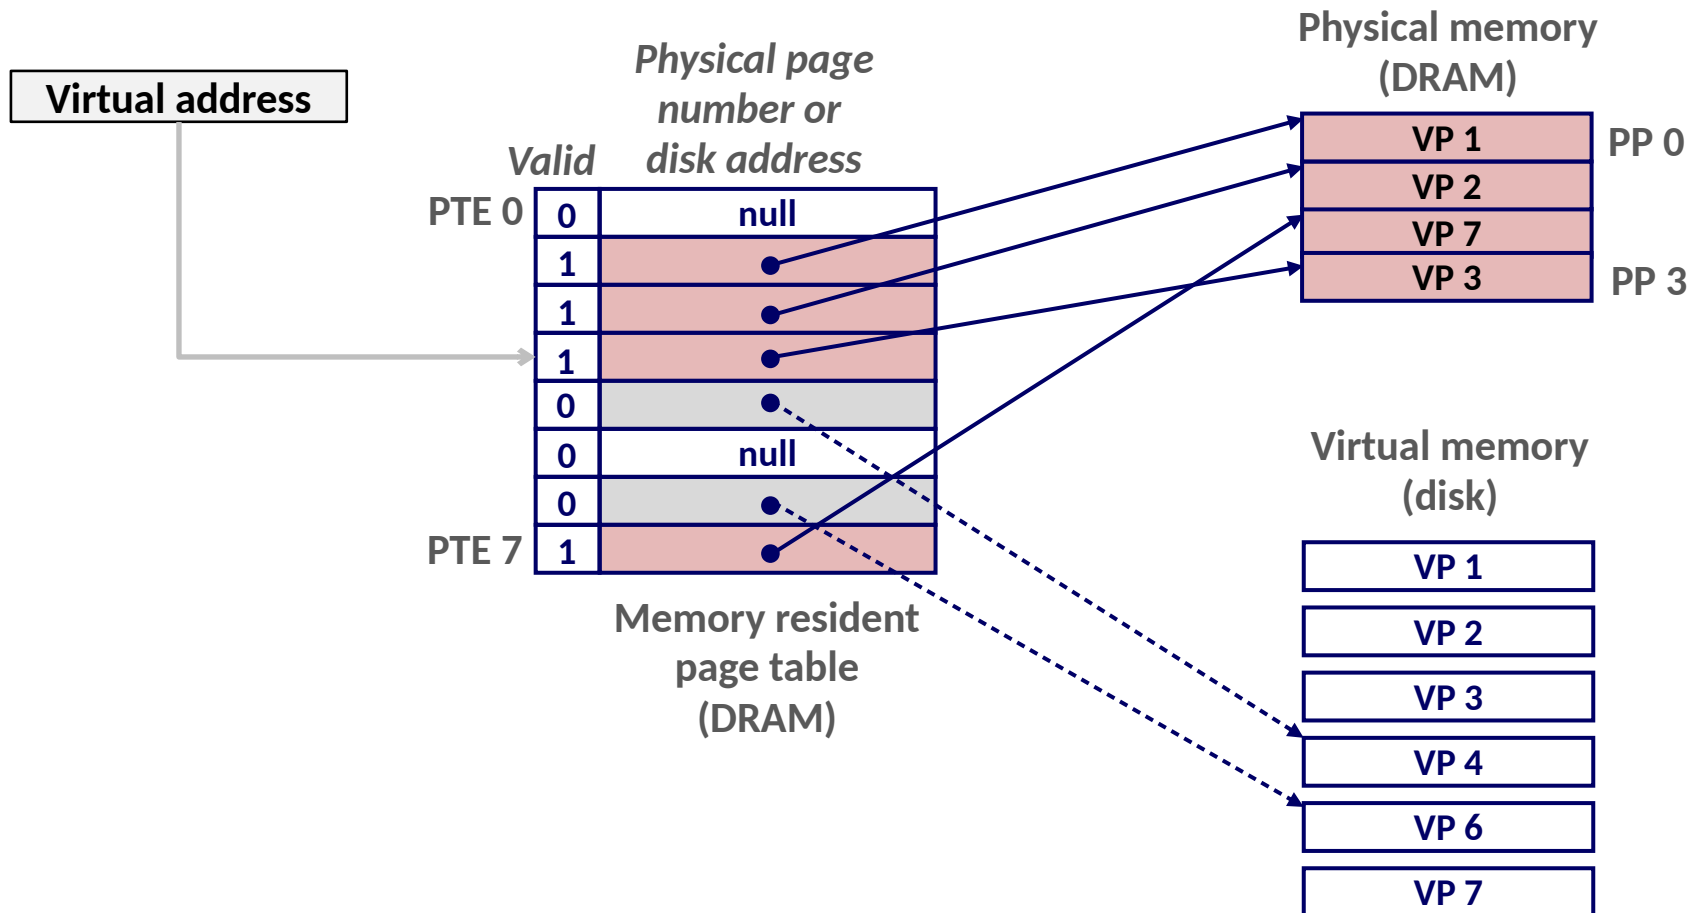 Virtual address
Physical page
number or
disk address
Valid
PTE 0
0
null
1
1
1
0
0
null
0
PTE 7
1
Memory resident
page table
(DRAM)
Physical memory
(DRAM)
VP 1
PP 0
VP 2
VP 7
VP 3
PP 3
Virtual memory
(disk)
VP 1
VP 2
VP 3
VP 4
VP 6
VP 7